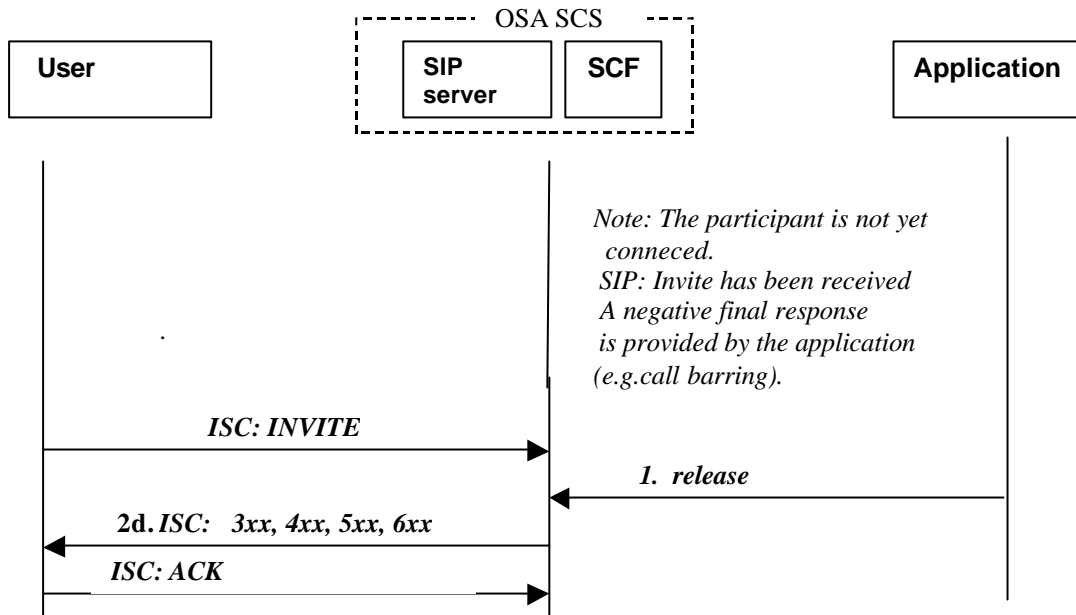 OSA SCS
User
SIP
server
SCF
Application
Note: The participant is not yet
conneced.
SIP: Invite has been received
A negative final response
is provided by the application
(e.g.call barring).
.
ISC: INVITE
1. release
2d. ISC: 3xx, 4xx, 5xx, 6xx
ISC: ACK